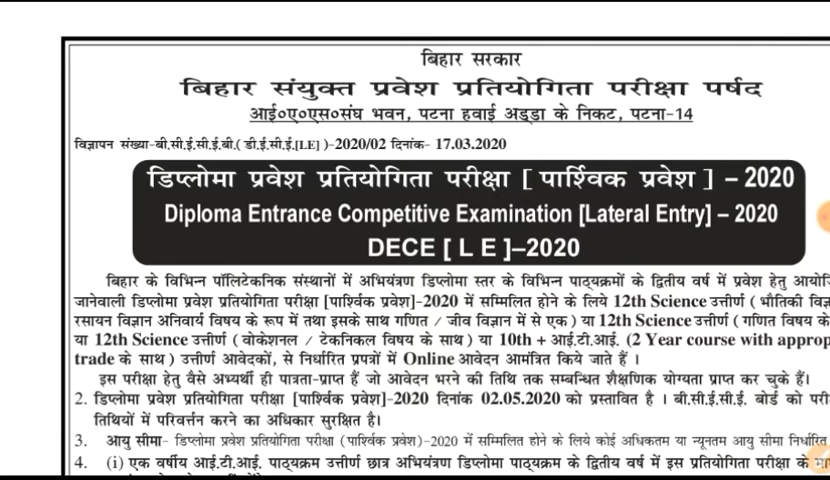 बिहार सरकार
बिहार संयुक्त प्रवेश प्रतियोगिता परीक्षा पर्षद
आई०ए०एस०संघ भवन, पटना हवाई अड्डा के निकट, पटना-14
विज्ञापन संख्या-बी.सी.ई.सी.ई.बी.( डी.ई.सी.ई.[LE] )-2020/02 दिनांक- 17.03.2020
डिप्लोमा प्रवेश प्रतियोगिता परीक्षा [ पार्श्विक प्रवेश ] – 2020
Diploma Entrance Competitive Examination [Lateral Entry] – 2020
DECE [ L E ]–2020
बिहार के विभिन्न पॉलिटेकनिक संस्थानों में अभियंत्रण डिप्लोमा स्तर के विभिन्न पाठ्यक्रमों के द्वितीय वर्ष में प्रवेश हेतु
जानेवाली डिप्लोमा प्रवेश प्रतियोगिता परीक्षा [पार्श्विक प्रवेश]-2020 में सम्मिलित होने के लिये 12th Science उत्तीर्ण ( भौतिकी
रसायन विज्ञान अनिवार्य विषय के रूप में तथा इसके साथ गणित / जीव विज्ञान में से एक ) या 12th Science उत्तीर्ण ( गणित विषय के
या 12th Science उत्तीर्ण ( वोकेशनल / टेकनिकल विषय के साथ ) या 10th + आई.टी.आई. (2 Year course with approp
trade के साथ ) उत्तीर्ण आवेदकों, से निर्धारित प्रपत्रों में Online आवेदन आमंत्रित किये जाते हैं ।
इस परीक्षा हेतु वैसे अभ्यर्थी ही पात्रता-प्राप्त हैं जो आवेदन भरने की तिथि तक सम्बन्धित शैक्षणिक योग्यता प्राप्त कर चुके हैं।
2. डिप्लोमा प्रवेश प्रतियोगिता परीक्षा [पार्श्विक प्रवेश]-2020 दिनांक 02.05.2020 को प्रस्तावित है । बी.सी.ई.सी.ई. बोर्ड को परी
तिथियों में परिवर्त्तन करने का अधिकार सुरक्षित है।
3. आयु सीमा- डिप्लोमा प्रवेश प्रतियोगिता परीक्षा (पार्श्विक प्रवेश)-2020 में सम्मिलित होने के लिये कोई अधिकतम या न्यूनतम आयु सीमा निर्धारित
4. (i) एक वर्षीय आई.टी.आई. पाठ्यक्रम उत्तीर्ण छात्र अभियंत्रण डिप्लोमा पाठ्यक्रम के द्वितीय वर्ष में इस प्रतियोगिता परीक्षा के